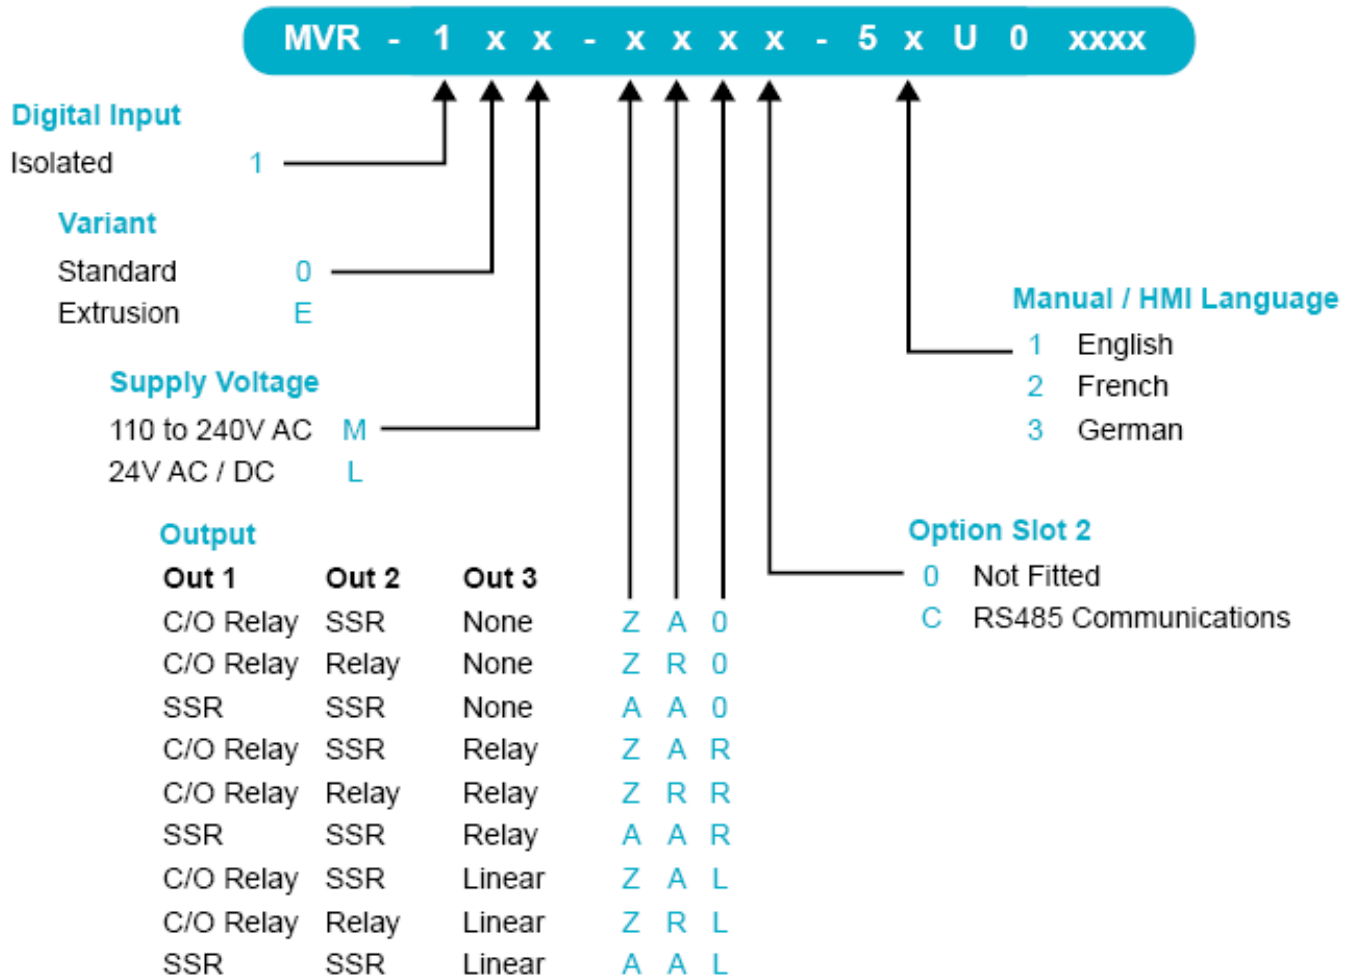 MVR - 1 x x - x x x x - 5 x U 0 xxxx
Digital Input
Isolated 1
Variant
Standard 0
Extrusion E
Supply Voltage
110 to 240V AC M
24V AC / DC L
Output
Out 1 Out 2 Out 3
C/O Relay SSR None Z A 0
C/O Relay Relay None Z R 0
SSR SSR None A A 0
C/O Relay SSR Relay Z A R
C/O Relay Relay Relay Z R R
SSR SSR Relay A A R
C/O Relay SSR Linear Z A L
C/O Relay Relay Linear Z R L
SSR SSR Linear A A L
Manual / HMI Language
1 English
2 French
3 German
Option Slot 2
0 Not Fitted
C RS485 Communications